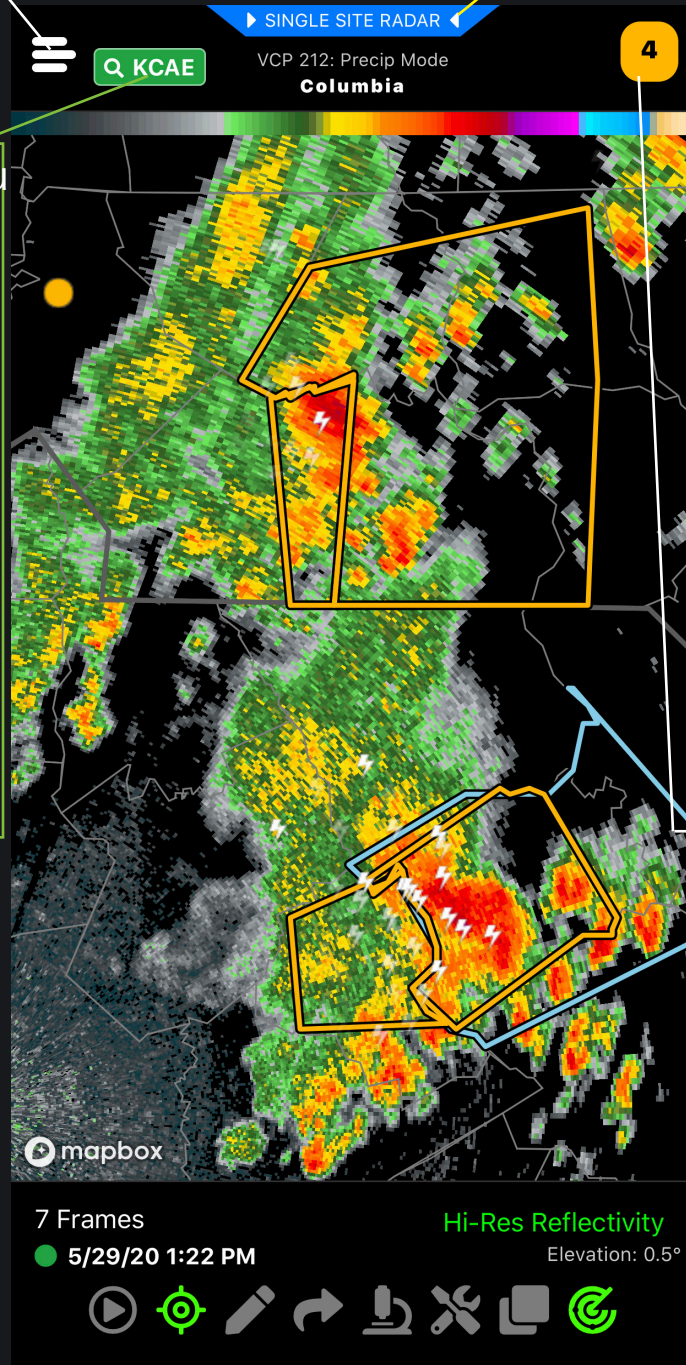 SINGLE SITE RADAR
KCAE
VCP 212: Precip Mode
Columbia
4
mapbox
7 Frames
Hi-Res Reflectivity
5/29/20 1:22 PM
Elevation: 0.5°